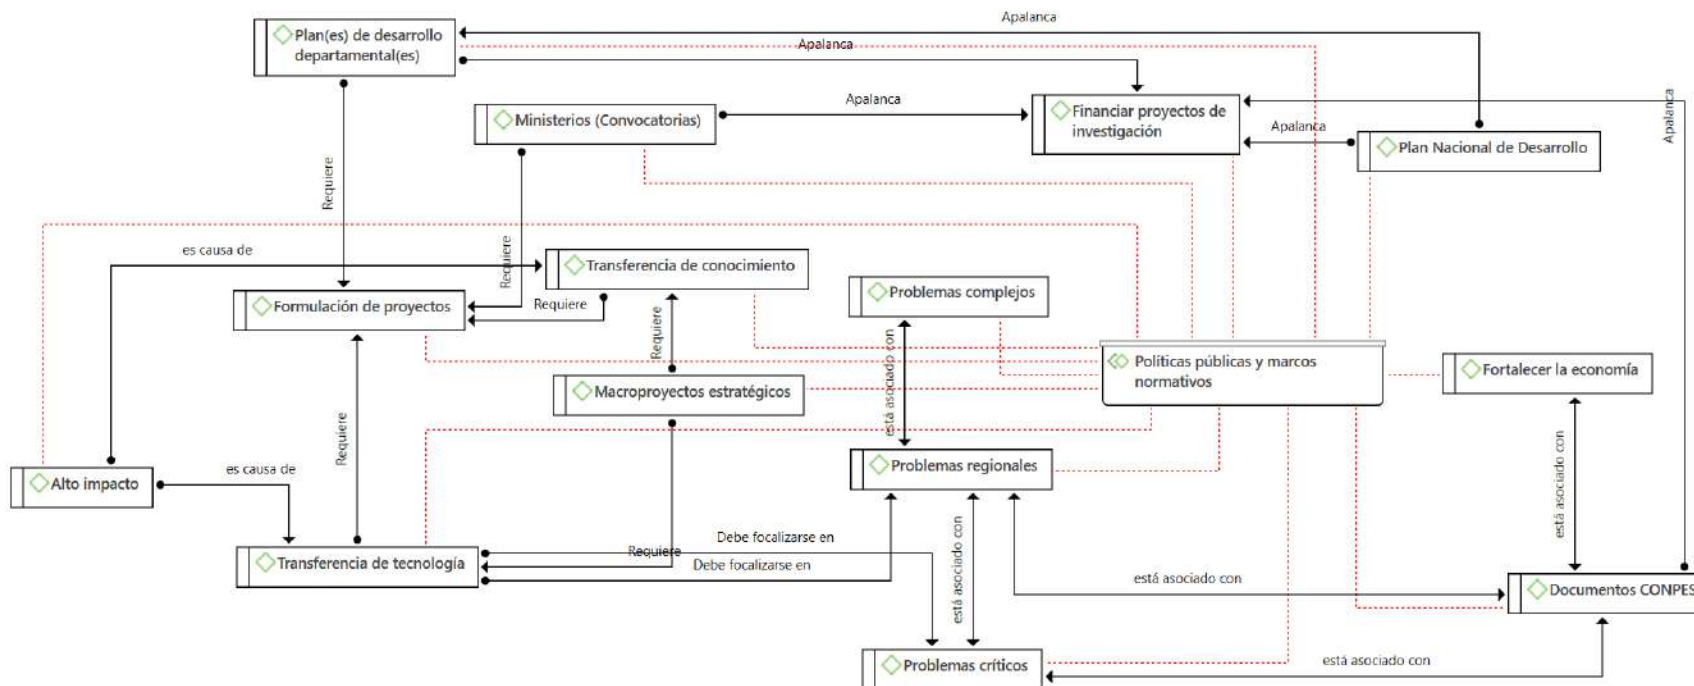 Apalanca
Plan(es) de desarrollo
departamental(es)
Apalanca
Ministerios (Convocatorias)
Apalanca
Financiar proyectos de
investigación
Apalanca
Apalanca
Plan Nacional de Desarrollo
Requiere
Requiere
es causa de
Transferencia de conocimiento
Problemas complejos
Formulación de proyectos
Requiere
Requiere
está asociado con
Políticas públicas y marcos
normativos
Fortalecer la economía
Macroproyectos estratégicos
Requiere
es causa de
Problemas regionales
está asociado con
Alto impacto
Debe focalizarse en
Requiere
Debe focalizarse en
está asociado con
Transferencia de tecnología
está asociado con
Documentos CONPES
Problemas críticos
está asociado con